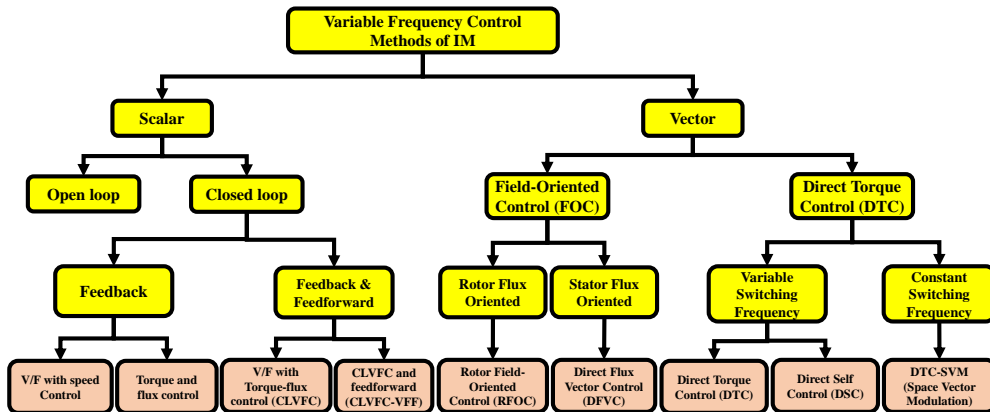 Variable Frequency Control
Methods of IM
Scalar
Vector
Open loop
Closed loop
Field-Oriented
Control (FOC)
Direct Torque
Control (DTC)
Feedback
Feedback &
Feedforward
Rotor Flux
Oriented
Stator Flux
Oriented
Variable
Switching
Frequency
Constant
Switching
Frequency
V/F with speed
Control
Torque and
flux control
V/F with
Torque-flux
control (CLVFC)
CLVFC and
feedforward
(CLVFC-VFF)
Rotor Field-
Oriented
Control (RFOC)
Direct Flux
Vector Control
(DFVC)
Direct Torque
Control (DTC)
Direct Self
Control (DSC)
DTC-SVM
(Space Vector
Modulation)